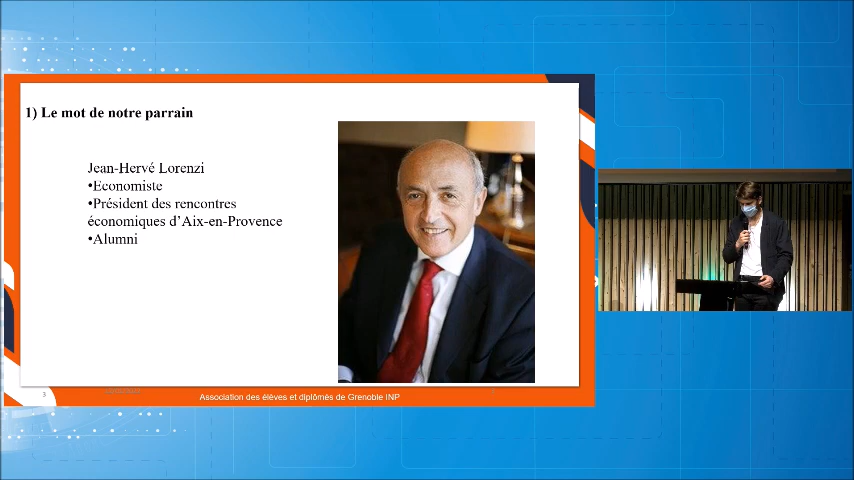 1) Le mot de notre parrain
Jean-Hervé Lorenzi
•Economiste
•Président des rencontres
économiques d’Aix-en-Provence
•Alumni
3
Association des élèves et diplômés de Grenoble INP